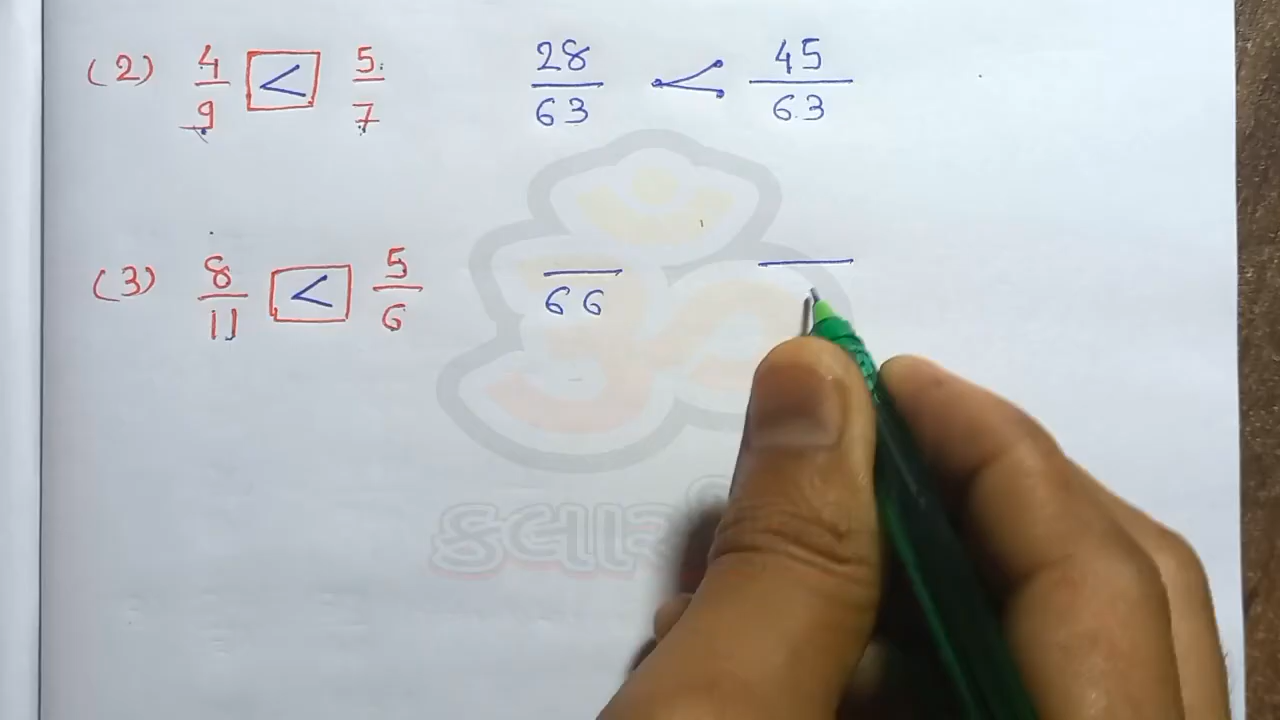 (2) 4/9 < 5/7 28/63 < 45/63
(3) 8/11 < 5/6 /66